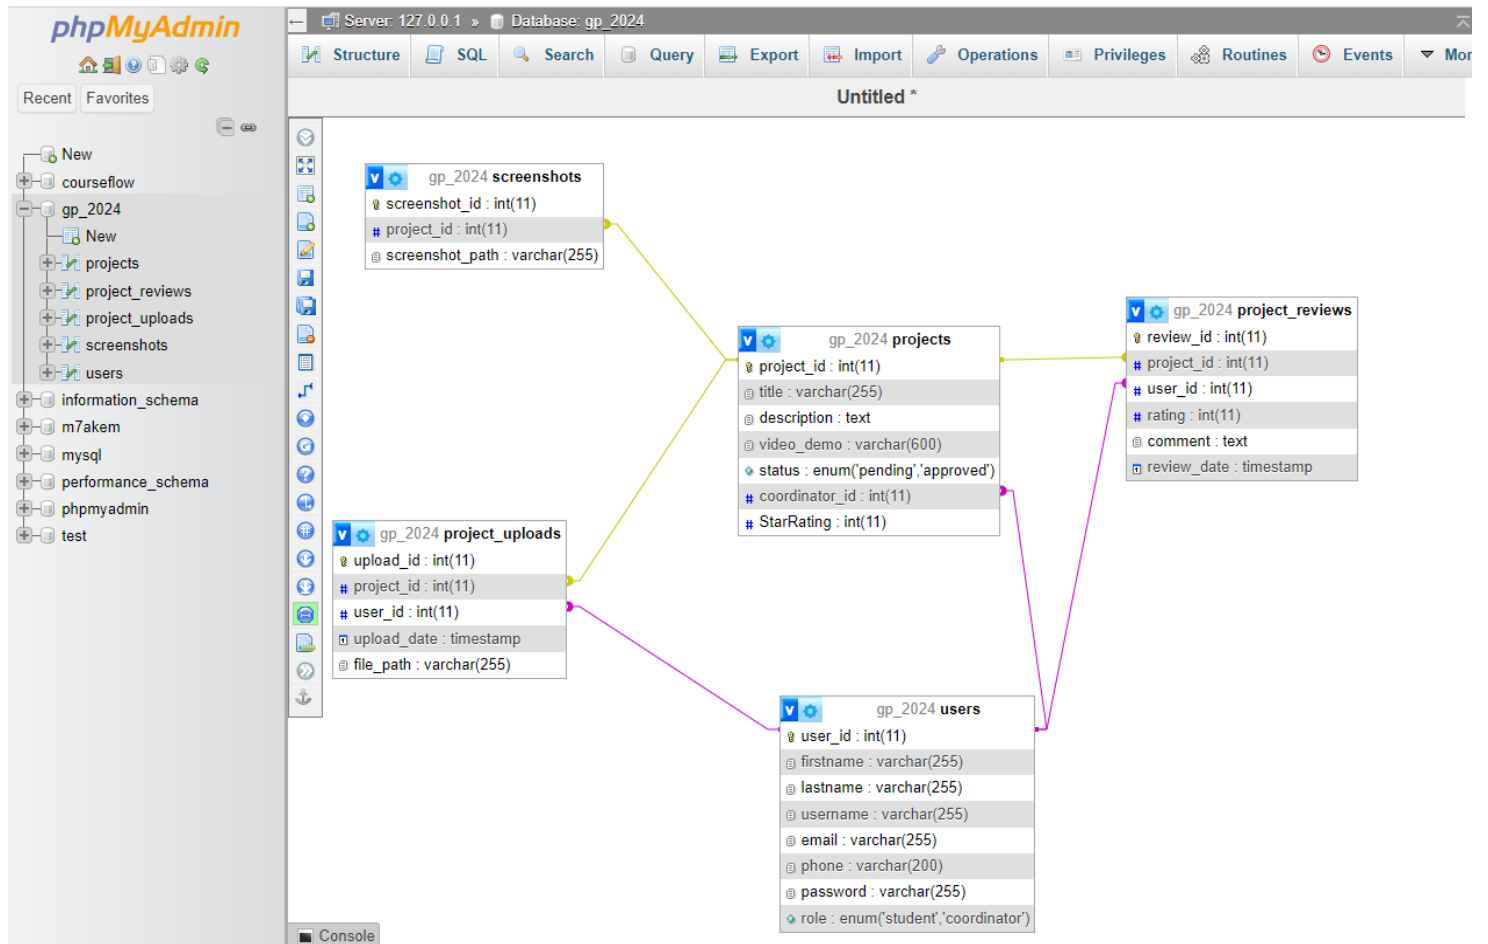 phpMyAdmin
Recent Favorites
New
courseflow
gp_2024
New
projects
project_reviews
project_uploads
screenshots
users
information_schema
m7akem
mysql
performance_schema
phpmyadmin
test
Server: 127.0.0.1 » Database: gp_2024
Structure SQL Search Query Export Import Operations Privileges Routines Events Mor
Untitled *
gp_2024 screenshots
screenshot_id : int(11)
project_id : int(11)
screenshot_path : varchar(255)
gp_2024 projects
project_id : int(11)
title : varchar(255)
description : text
video_demo : varchar(600)
status : enum('pending','approved')
coordinator_id : int(11)
StarRating : int(11)
gp_2024 project_reviews
review_id : int(11)
project_id : int(11)
user_id : int(11)
rating : int(11)
comment : text
review_date : timestamp
gp_2024 project_uploads
upload_id : int(11)
project_id : int(11)
user_id : int(11)
upload_date : timestamp
file_path : varchar(255)
gp_2024 users
user_id : int(11)
firstname : varchar(255)
lastname : varchar(255)
username : varchar(255)
email : varchar(255)
phone : varchar(200)
password : varchar(255)
role : enum('student','coordinator')
Console